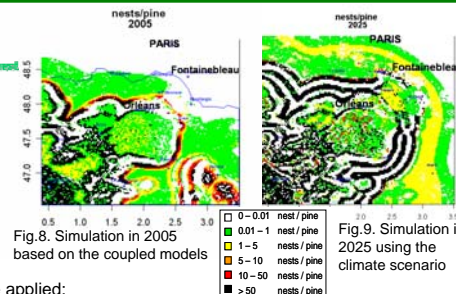 nests/pine
2005
PARIS
Fontainebleau
Orléans
48.5
48.0
47.5
47.0
0.5 1.0 1.5 2.0 2.5 3.0
Fig.8. Simulation in 2005
based on the coupled models
nests/pine
2025
PARIS
Fontainebleau
Orléans
2.0 2.5 3.0
0 – 0.01 nest / pine
0.01 – 1 nest / pine
1 – 5 nests / pine
5 – 10 nests / pine
10 – 50 nests / pine
> 50 nests / pine
Fig.9. Simulation i
2025 using the
climate scenario
e applied: